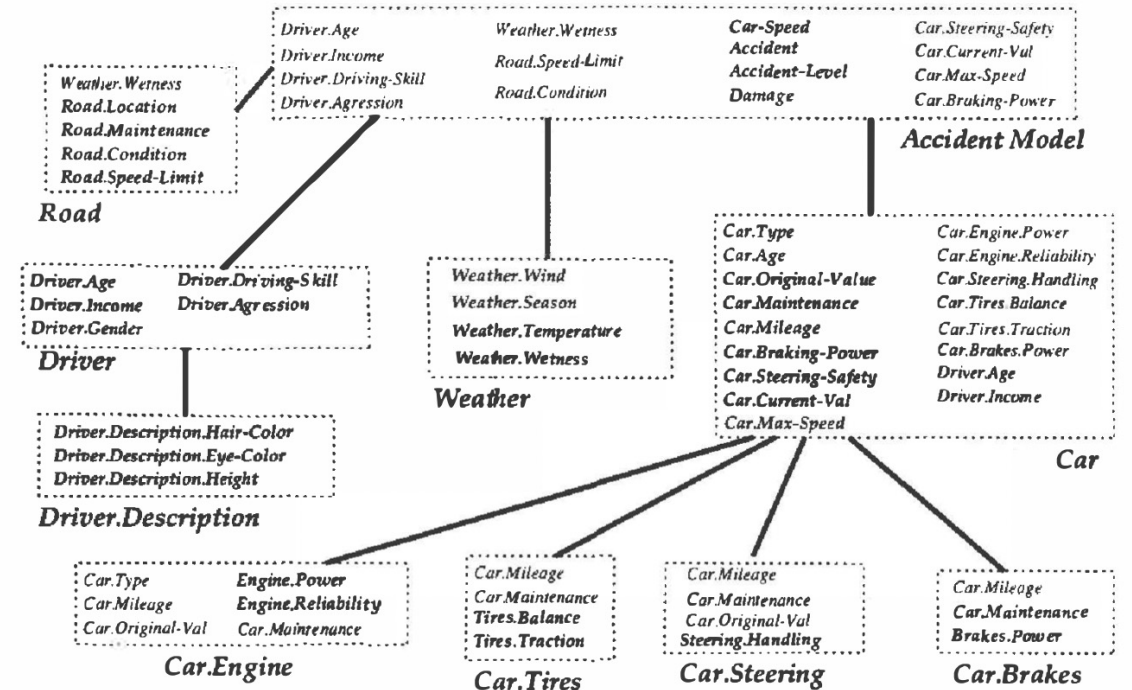 Driver.Age
Driver.Income
Driver.Driving-Skill
Driver.Agression
Weather.Wetness
Road.Speed-Limit
Road.Condition
Car-Speed
Accident
Accident-Level
Damage
Car.Steering-Safety
Car.Current-Val
Car.Max-Speed
Car.Braking-Power
Accident Model
Weather.Wetness
Road.Location
Road.Maintenance
Road.Condition
Road.Speed-Limit
Road
Driver.Age
Driver.Income
Driver.Gender
Driver.Driving-Skill
Driver.Agression
Driver
Weather.Wind
Weather.Season
Weather.Temperature
Weather.Wetness
Weather
Car.Type
Car.Age
Car.Original-Value
Car.Maintenance
Car.Mileage
Car.Braking-Power
Car.Steering-Safety
Car.Current-Val
Car.Max-Speed
Car.Engine.Power
Car.Engine.Reliability
Car.Steering.Handling
Car.Tires.Balance
Car.Tires.Traction
Car.Brakes.Power
Driver.Age
Driver.Income
Car
Driver.Description.Hair-Color
Driver.Description.Eye-Color
Driver.Description.Height
Driver.Description
Car.Type
Car.Mileage
Car.Original-Val
Engine.Power
Engine.Reliability
Car.Maintenance
Car.Engine
Car.Mileage
Car.Maintenance
Tires.Balance
Tires.Traction
Car.Tires
Car.Mileage
Car.Maintenance
Car.Original-Val
Steering.Handling
Car.Steering
Car.Mileage
Car.Maintenance
Brakes.Power
Car.Brakes